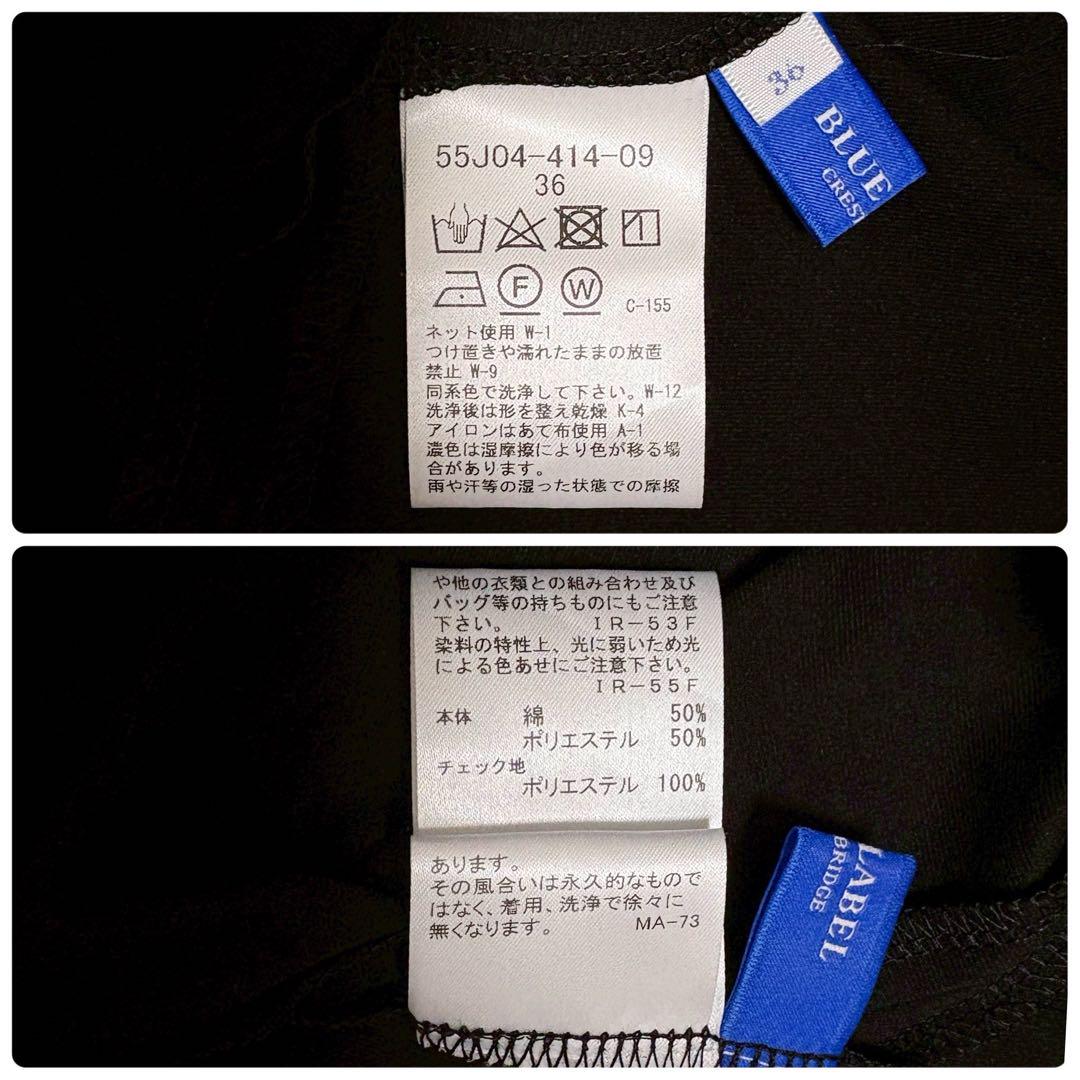 36
BLUE
CREST
55J04-414-09
36
1
F W C-155
ネット使用 W-1
つけ置きや濡れたままの放置
禁止 W-9
同系色で洗浄して下さい。W-12
洗浄後は形を整え乾燥 K-4
アイロンはあて布使用 A-1
濃色は湿摩擦により色が移る場
合があります。
雨や汗等の湿った状態での摩擦
や他の衣類との組み合わせ及び
バッグ等の持ちものにもご注意
下さい。 IR-53F
染料の特性上、光に弱いため光
による色あせにご注意下さい。
IR-55F
本体 綿 50%
ポリエステル 50%
チェック地
ポリエステル 100%
あります。
その風合いは永久的なもので
はなく、着用、洗浄で徐々に
無くなります。 MA-73
LABEL
BRIDGE